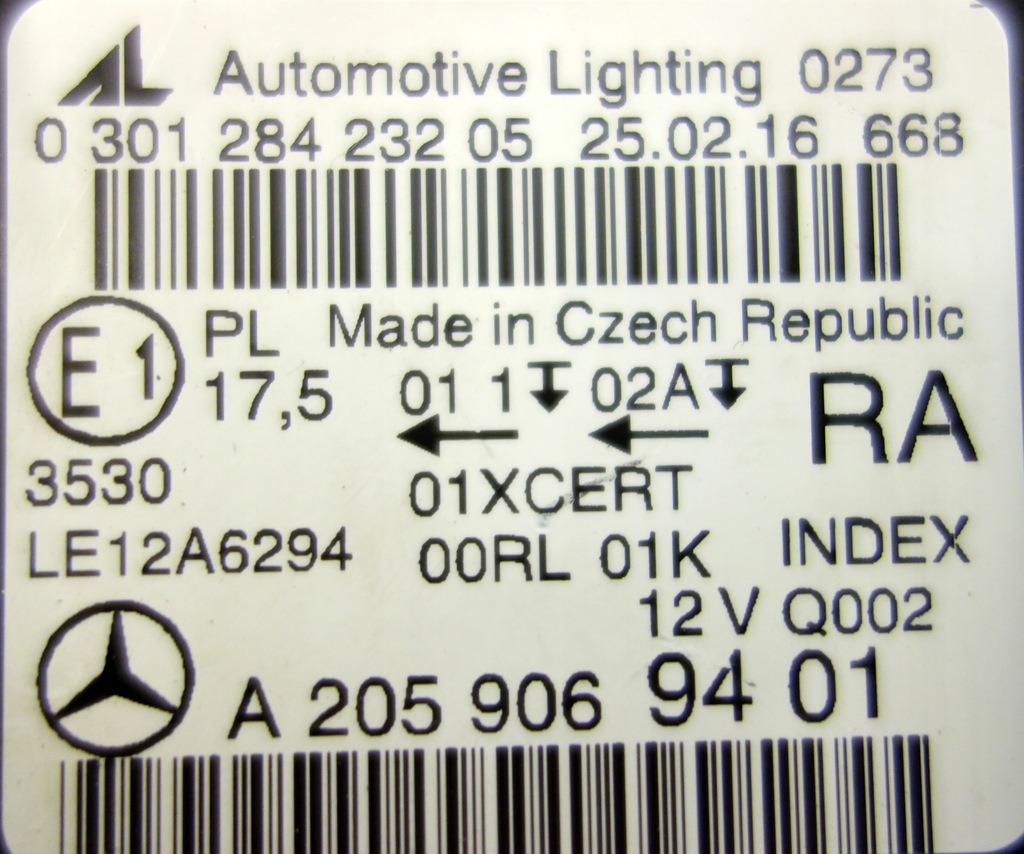 AL Automotive Lighting 0273
0 301 284 232 05 25.02.16 668
E1 PL Made in Czech Republic
17,5 01 1 02A RA
3530 01XCERT
LE12A6294 00RL 01K INDEX
12 V Q002
A 205 906 94 01